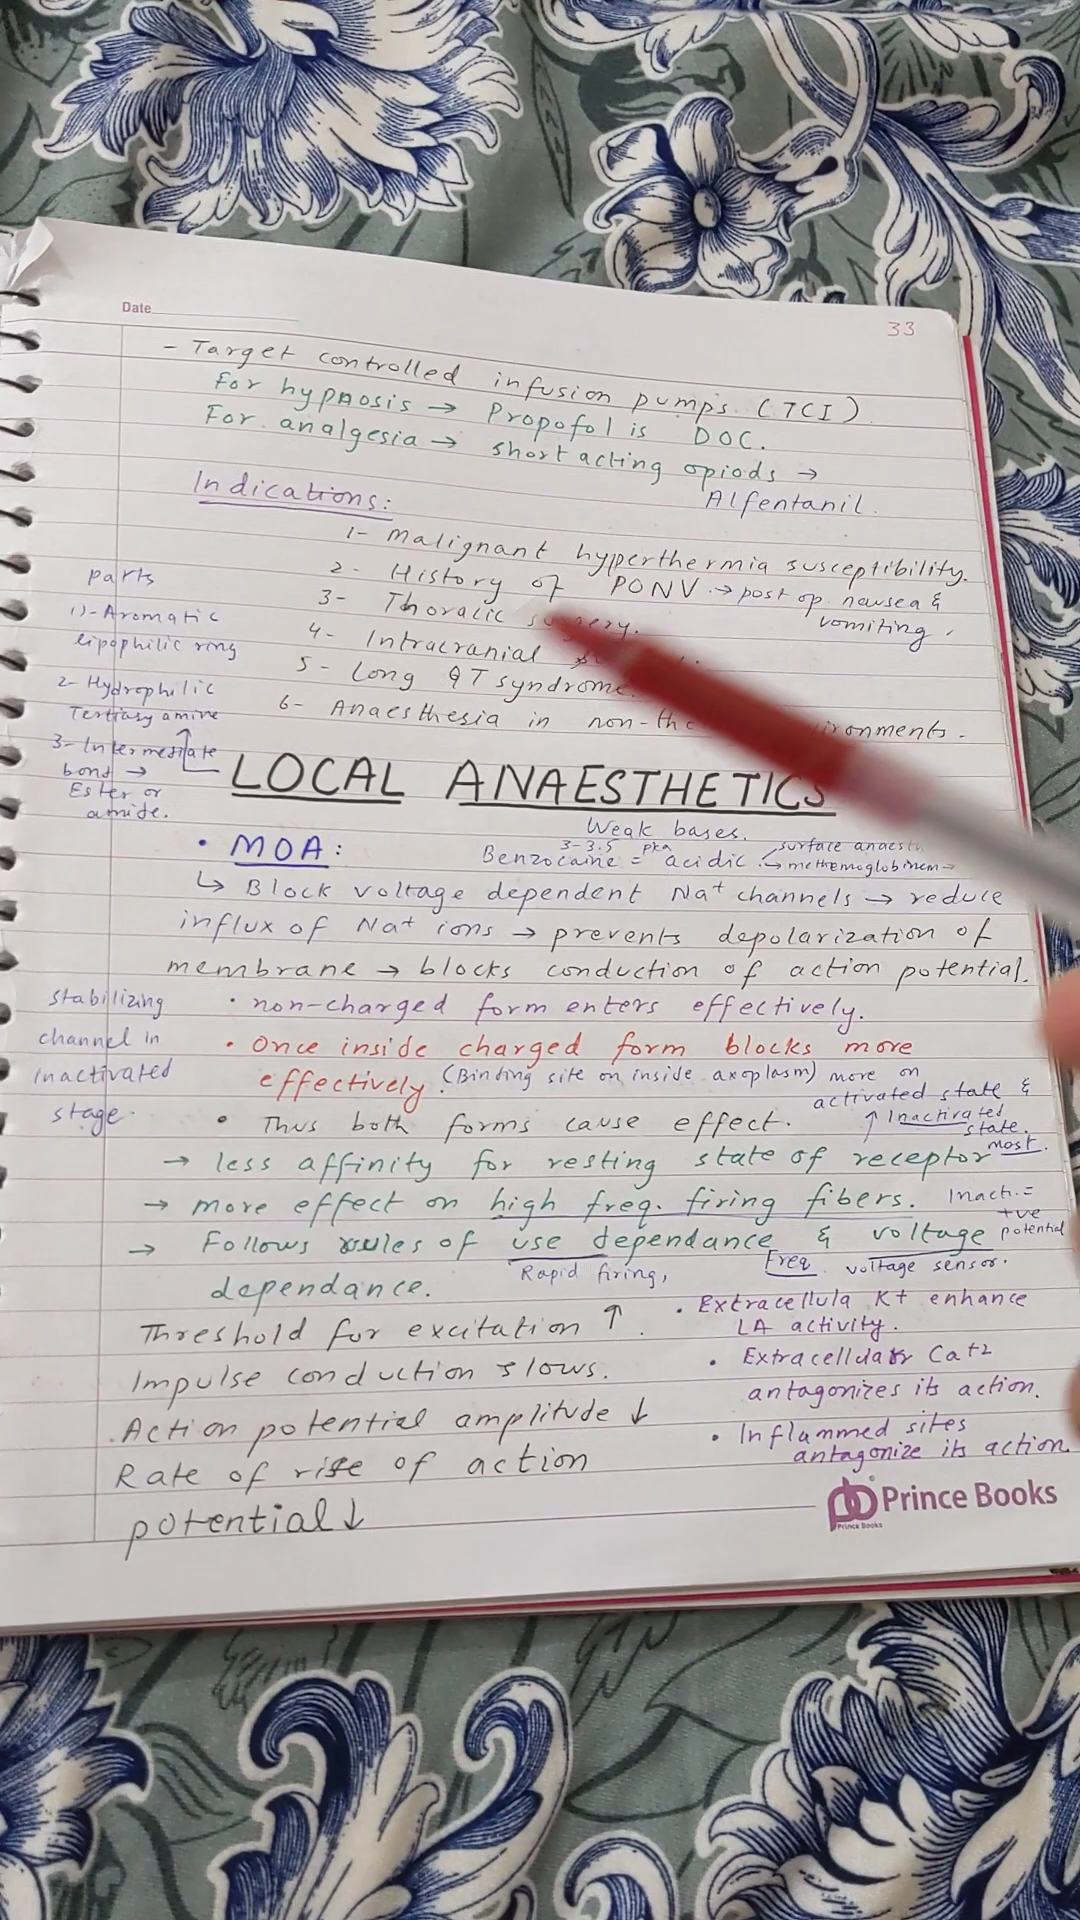 Date
33
- Target controlled infusion pumps (TCI)
For hypnosis → Propofol is DOC.
For analgesia → short acting opiods →
Alfentanil.
Indications:
1- Malignant hyperthermia susceptibility.
2- History of PONV → post op. nausea &
vomiting.
3- Thoracic surgery.
4- Intracranial
5- Long QT syndrome.
6- Anaesthesia in non-
parts
1)- Aromatic
lipophilic ring
2- Hydrophilic
Tertiary amine
3- Intermediate
bond →
Ester or
amide.
LOCAL ANAESTHETICS
Weak bases.
• MOA:
3-3.5 pka
Benzocaine = acidic
surface
↳ Block voltage dependent Na+ channels → reduce
influx of Na+ ions → prevents depolarization of
membrane → blocks conduction of action potential.
stabilizing
channel in
inactivated
stage.
• non-charged form enters effectively.
• Once inside charged form blocks more
effectively. (Binding site on inside axoplasm)
more on
activated state &
↑ Inactivated
state.
most.
• Thus both forms cause effect.
→ less affinity for resting state of receptor
→ more effect on high freq. firing fibers.
Inach.=
+ve
potential
→ Follows rules of use dependance & voltage
dependance.
Rapid firing,
Freq
voltage sensor.
Threshold for excitation ↑.
Impulse conduction slows.
Action potential amplitude ↓
Rate of rise of action
potential ↓
• Extracellula K+ enhance
LA activity.
• Extracellular Ca+2
antagonizes its action.
• Inflammed sites
antagonize its action.
Prince Books
Prince Books